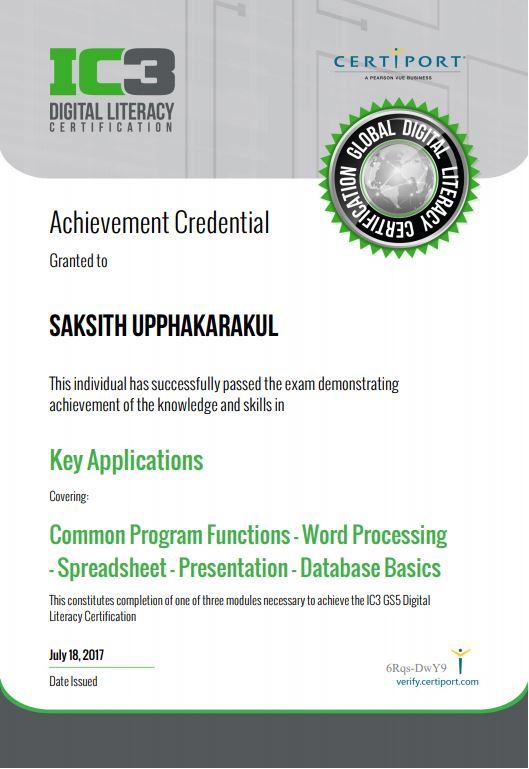 IC3
DIGITAL LITERACY
CERTIFICATION
CERTIPORT
A PEARSON VUE BUSINESS
GLOBAL DIGITAL LITERACY CERTIFICATION
Achievement Credential
Granted to
SAKSITH UPPHAKARAKUL
This individual has successfully passed the exam demonstrating
achievement of the knowledge and skills in
Key Applications
Covering:
Common Program Functions - Word Processing
- Spreadsheet - Presentation - Database Basics
This constitutes completion of one of three modules necessary to achieve the IC3 GS5 Digital
Literacy Certification
July 18, 2017
Date Issued
6Rqs-DwY9
verify.certiport.com